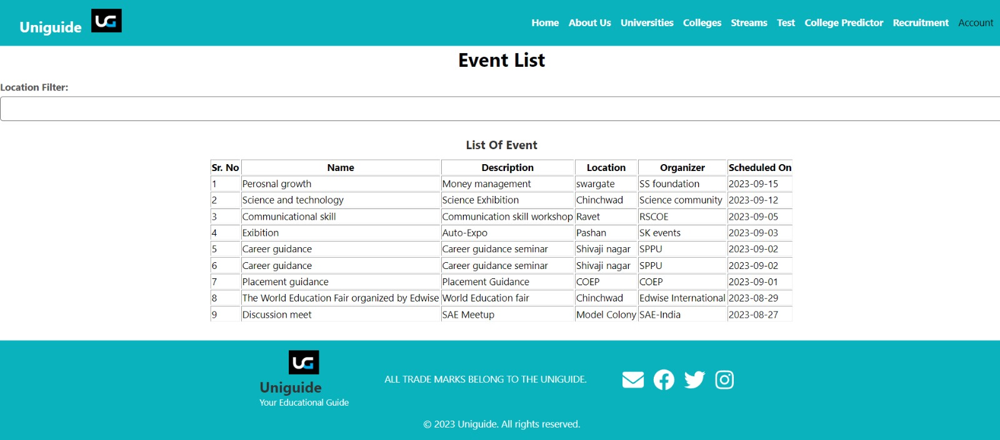 Uniguide UG Home About Us Universities Colleges Streams Test College Predictor Recruitment Account
Event List
Location Filter:
List Of Event
Sr. No Name Description Location Organizer Scheduled On
1 Perosnal growth Money management swargate SS foundation 2023-09-15
2 Science and technology Science Exhibition Chinchwad Science community 2023-09-12
3 Communicational skill Communication skill workshop Ravet RSCOE 2023-09-05
4 Exibition Auto-Expo Pashan SK events 2023-09-03
5 Career guidance Career guidance seminar Shivaji nagar SPPU 2023-09-02
6 Career guidance Career guidance seminar Shivaji nagar SPPU 2023-09-02
7 Placement guidance Placement Guidance COEP COEP 2023-09-01
8 The World Education Fair organized by Edwise World Education fair Chinchwad Edwise International 2023-08-29
9 Discussion meet SAE Meetup Model Colony SAE-India 2023-08-27
UG
Uniguide
Your Educational Guide
ALL TRADE MARKS BELONG TO THE UNIGUIDE.
© 2023 Uniguide. All rights reserved.